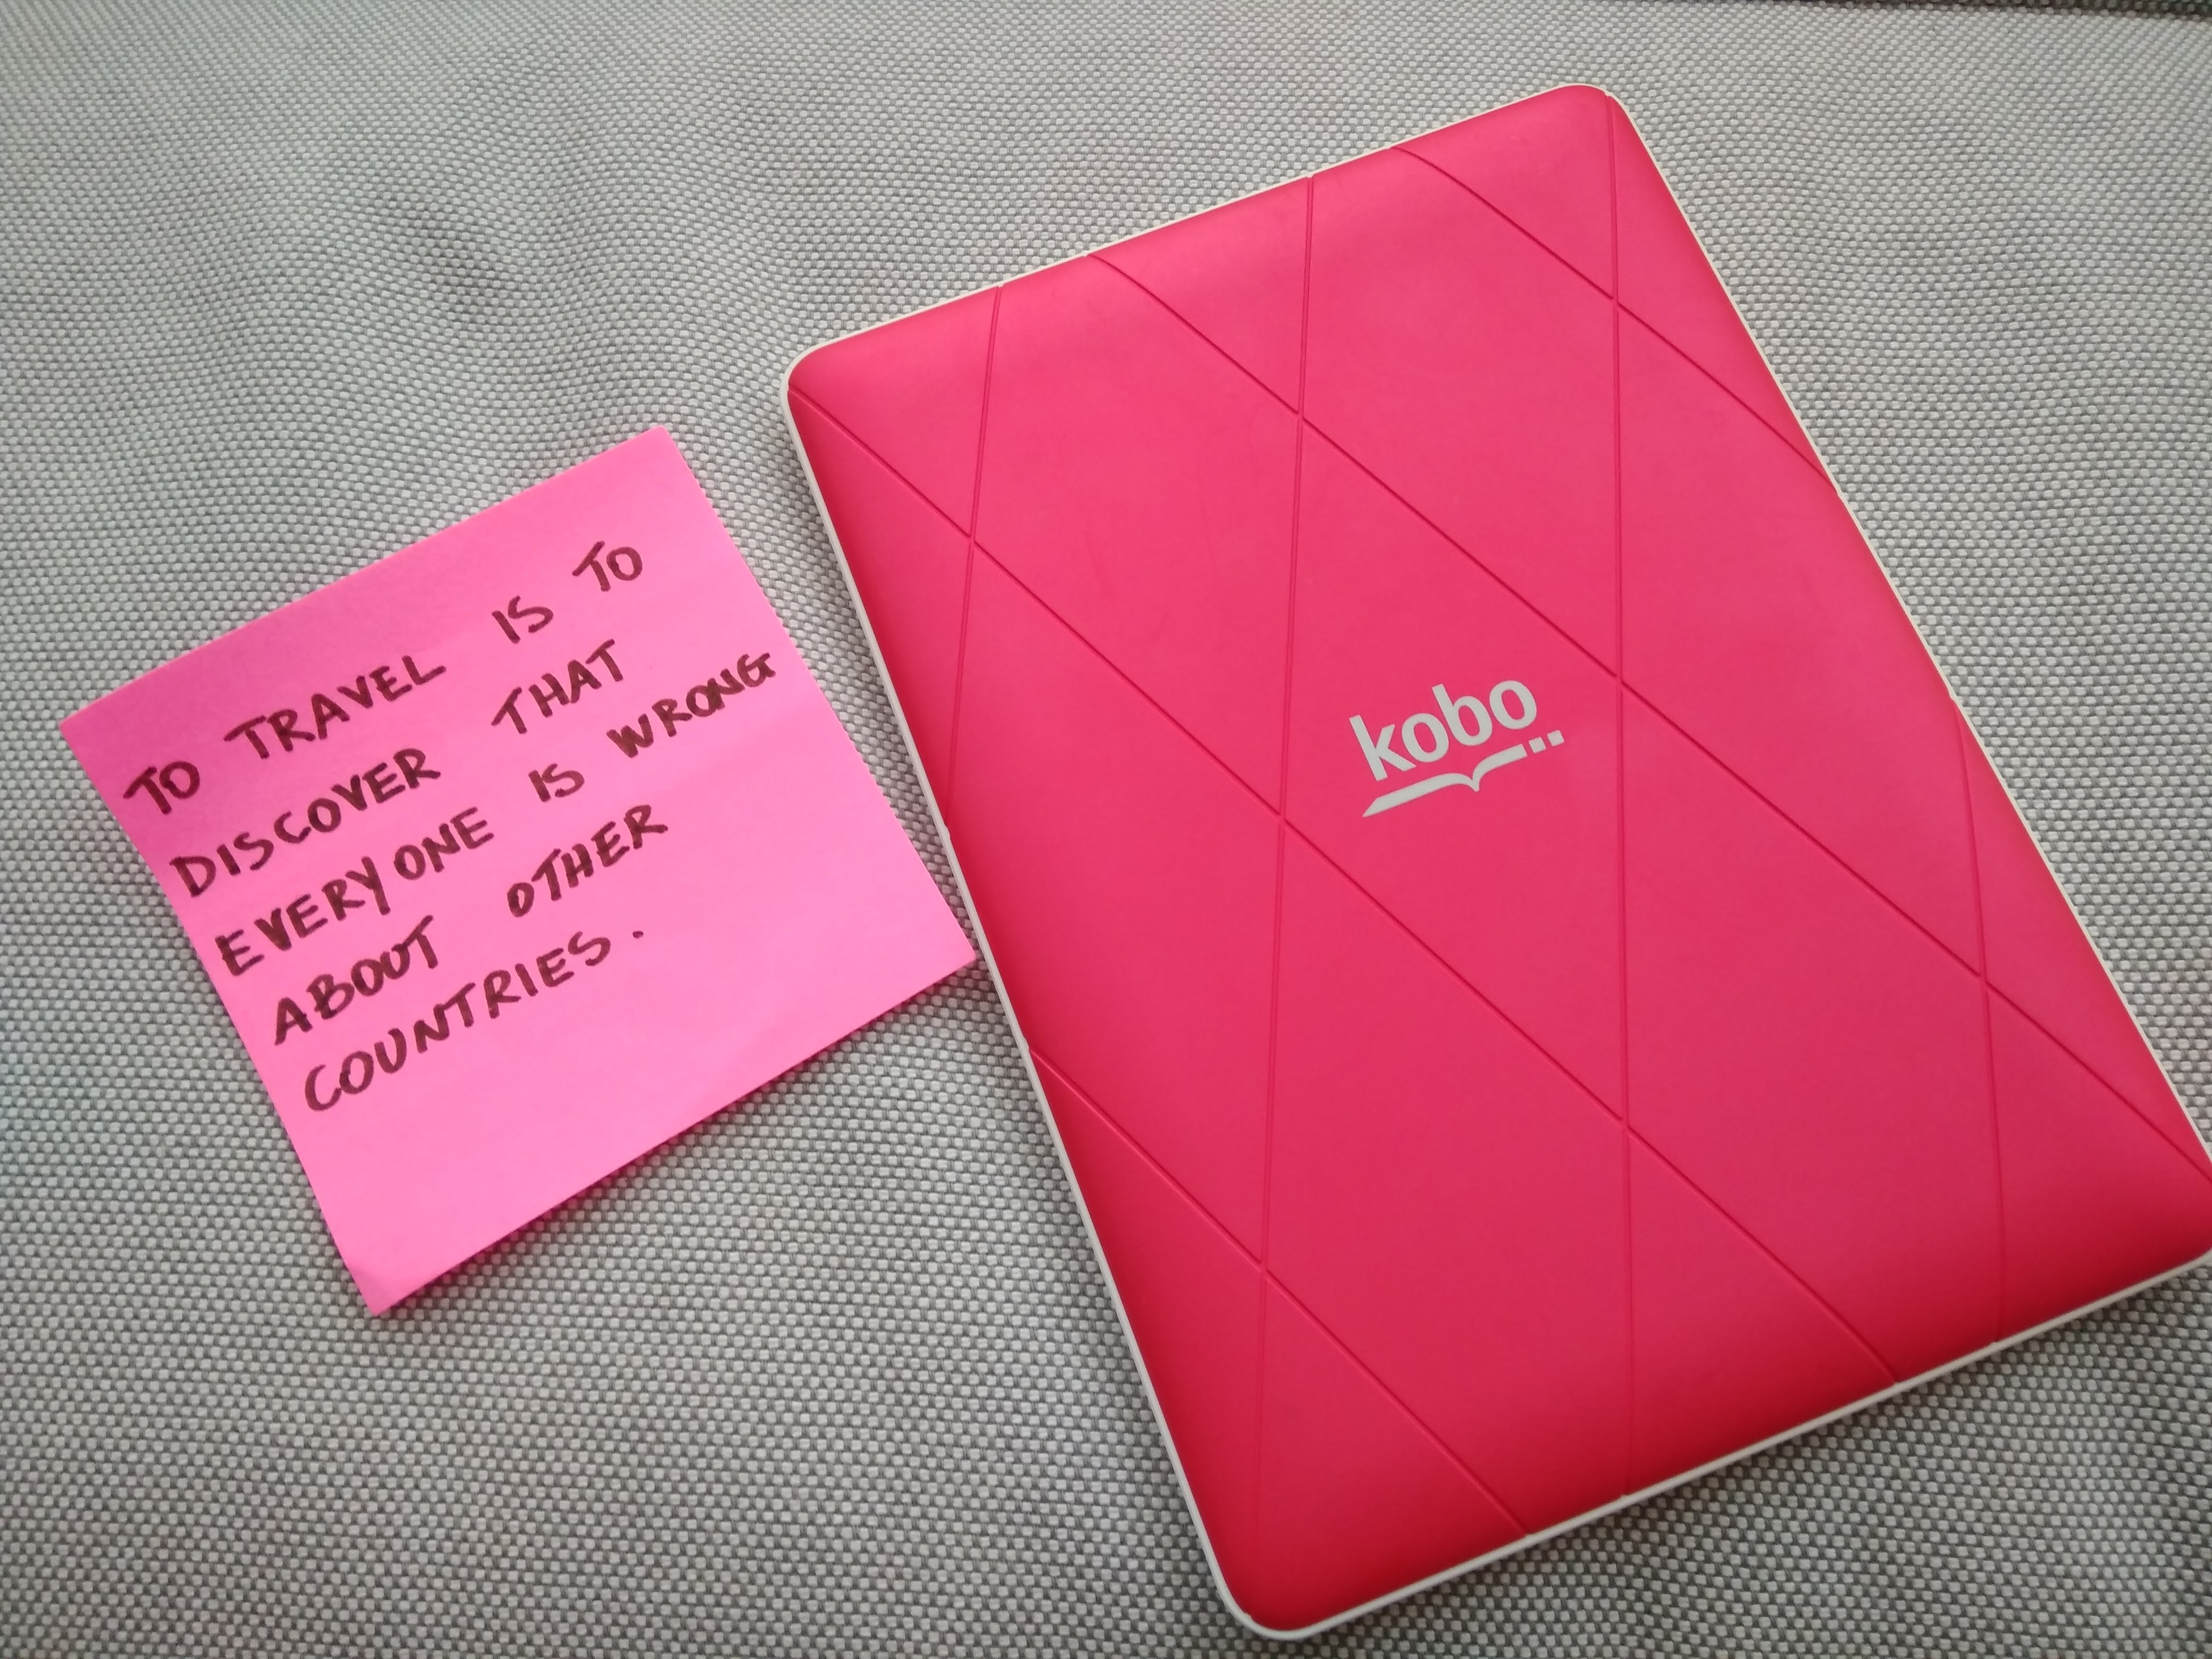 TO TRAVEL IS TO
DISCOVER THAT
EVERYONE IS WRONG
ABOUT OTHER
COUNTRIES.
kobo